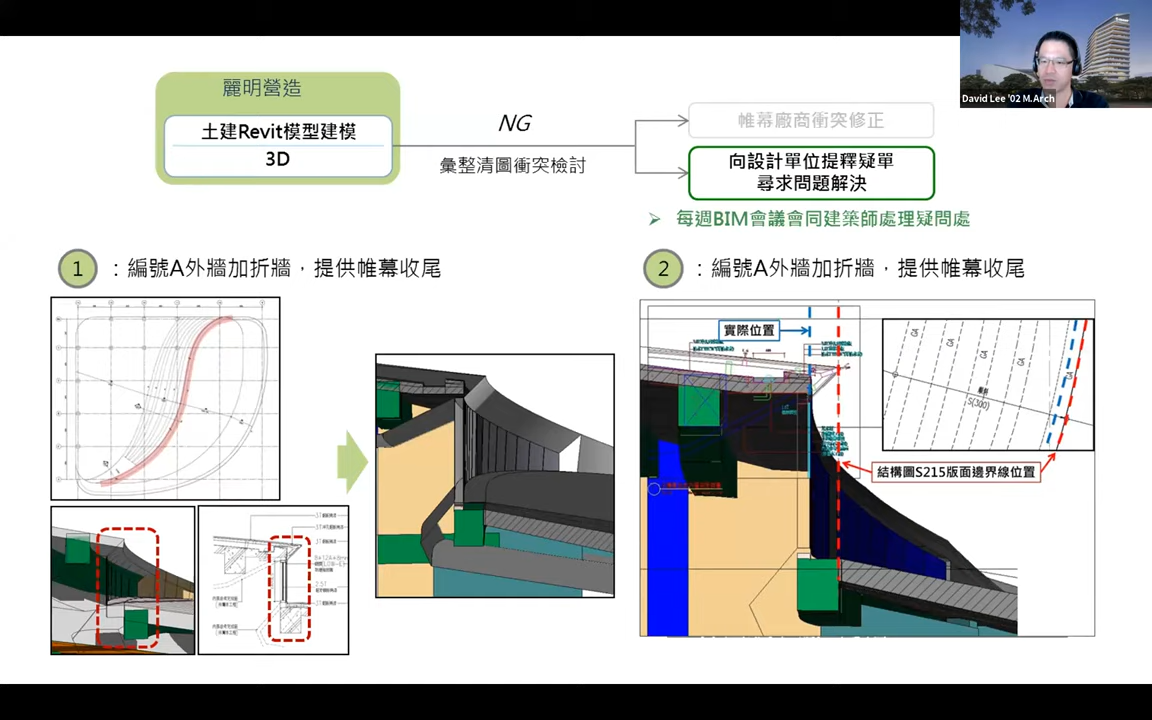 David Lee '02 M.Arch
麗明營造
土建Revit模型建模
3D
NG
彙整清圖衝突檢討
帷幕廠商衝突修正
向設計單位提釋疑單
尋求問題解決
➢ 每週BIM會議會同建築師處理疑問處
1 ：編號A外牆加折牆，提供帷幕收尾
2 ：編號A外牆加折牆，提供帷幕收尾
實際位置
CA
CA
CA
CA
CA
S(300)
結構圖S215版面邊界線位置